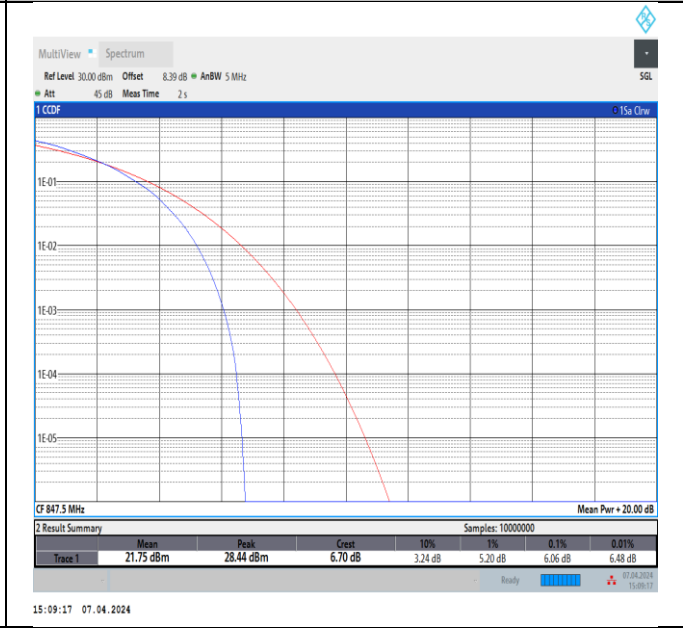 MultiView Spectrum
Ref Level 30.00 dBm Offset 8.39 dB AnBW 5 MHz SGL
Att 45 dB Meas Time 2 s
1 CCDF 1Sa Clrw
1E-01
1E-02
1E-03
1E-04
1E-05
CF 847.5 MHz Mean Pwr + 20.00 dB
2 Result Summary Samples: 10000000
Mean Peak Crest 10% 1% 0.1% 0.01%
Trace 1 21.75 dBm 28.44 dBm 6.70 dB 3.24 dB 5.20 dB 6.06 dB 6.48 dB
Ready 07.04.2024
15:09:17
15:09:17 07.04.2024